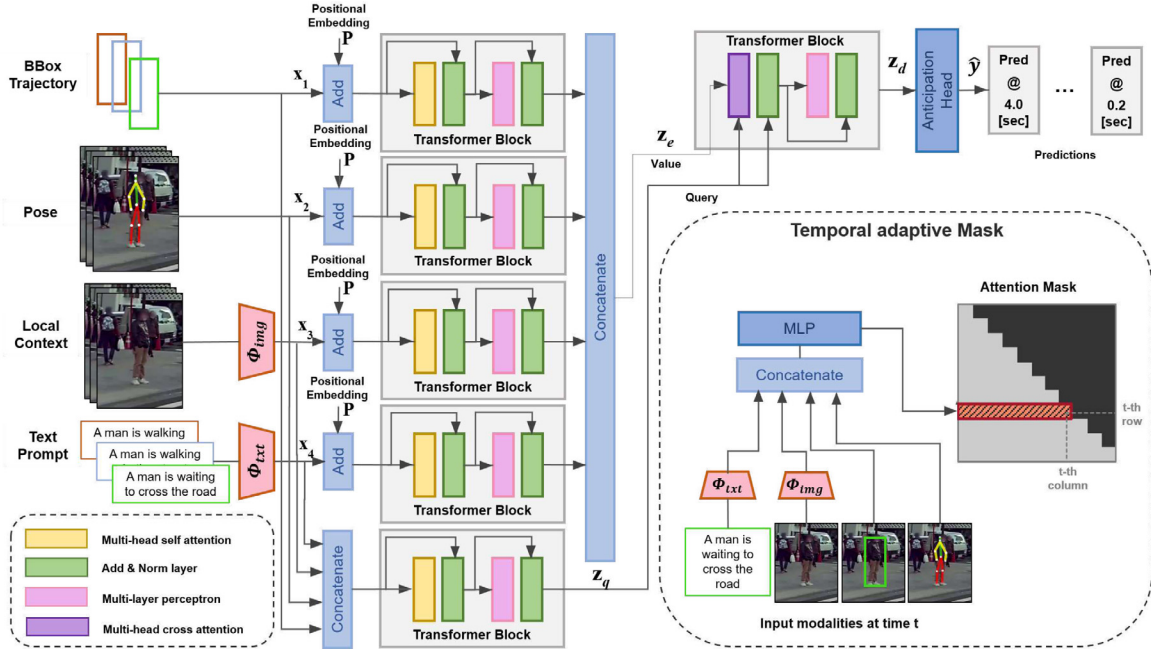 BBox
Trajectory
Pose
Local
Context
Text
Prompt
A man is walking
A man is walking
A man is waiting
to cross the road
Φimg
Φtxt
x1
x2
x3
x4
Positional
Embedding
P
Add
Transformer Block
Positional
Embedding
P
Add
Transformer Block
Positional
Embedding
P
Add
Transformer Block
Positional
Embedding
P
Add
Transformer Block
Concatenate
Transformer Block
zq
Concatenate
ze
Value
Query
Transformer Block
zd
Anticipation
Head
ŷ
Pred
@
4.0
[sec]
...
Pred
@
0.2
[sec]
Predictions
Multi-head self attention
Add & Norm layer
Multi-layer perceptron
Multi-head cross attention
Temporal adaptive Mask
Attention Mask
MLP
Concatenate
t-th
row
t-th
column
Φtxt
Φimg
A man is
waiting to
cross the
road
Input modalities at time t